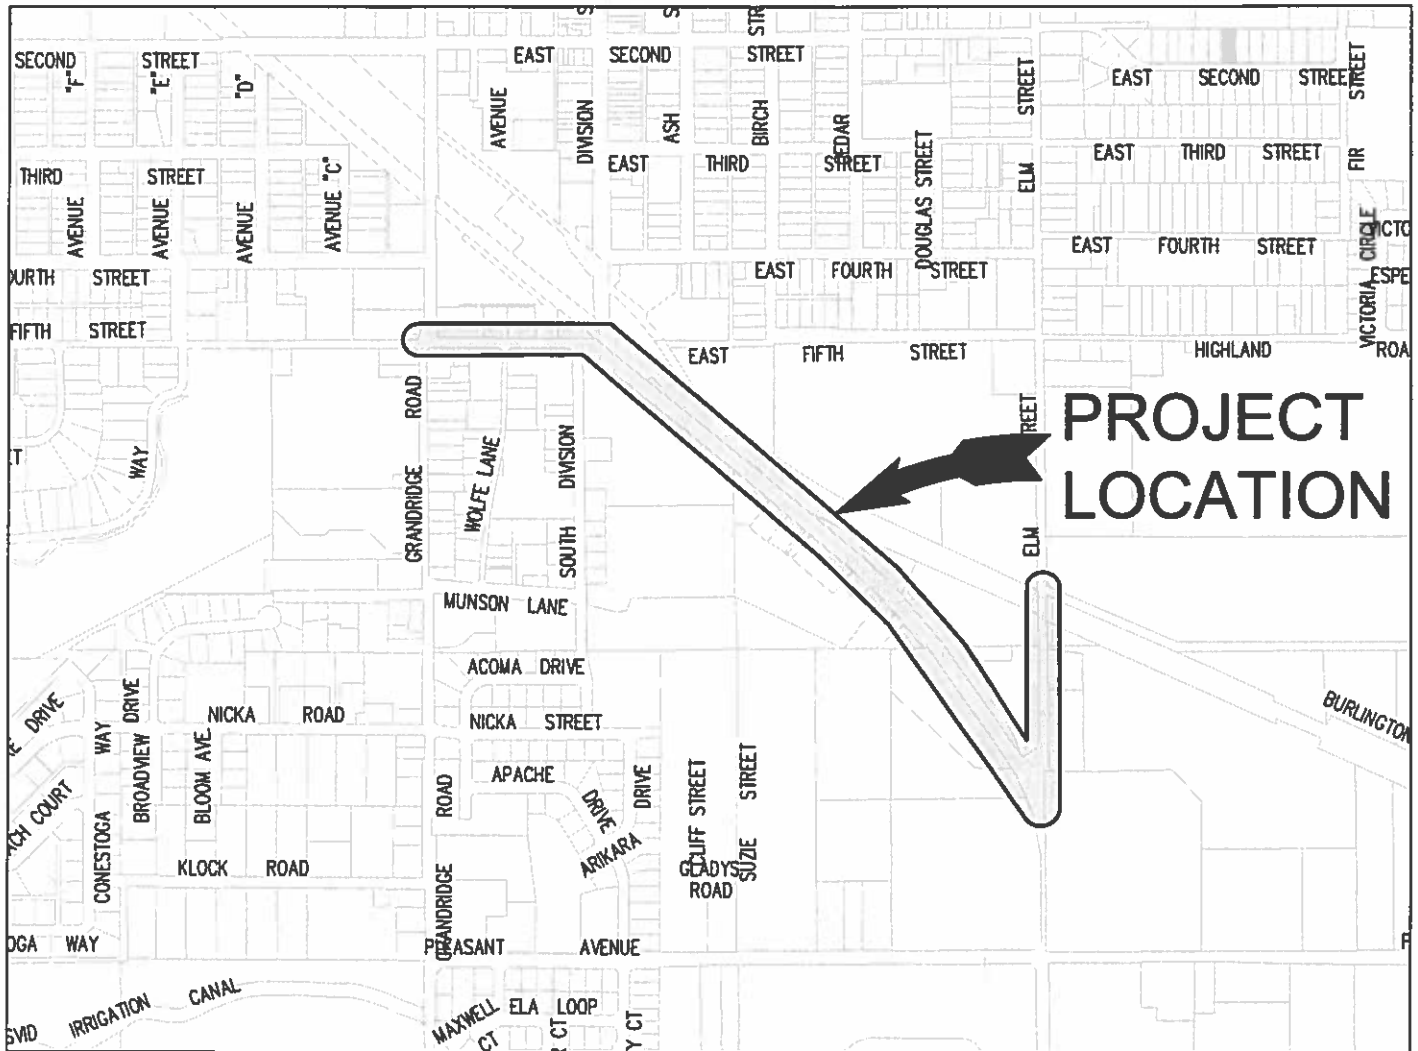 SECOND STREET
EAST SECOND STREET
EAST SECOND STREET
"F"
"E"
"D"
AVENUE
DIVISION
ASH
BIRCH
STREET
ELM
STREET
FIR
THIRD STREET
EAST THIRD STREET
EAST THIRD STREET
AVENUE
AVENUE
AVENUE
AVENUE "C"
DOUGLAS STREET
EAST FOURTH STREET
EAST FOURTH STREET
VICTORIA CIRCLE
STREET
FIFTH STREET
EAST FIFTH STREET
HIGHLAND
PROJECT
LOCATION
GRANDRIDGE ROAD
WOLFE LANE
SOUTH DIVISION
WAY
ELM
MUNSON LANE
ACOMA DRIVE
NICKA ROAD
NICKA STREET
BURLINGTON
DRIVE
CONESTOGA WAY
BROADVIEW DRIVE
BLOOM AVE.
COURT
APACHE
DRIVE
ARIKARA
DRIVE
CLIFF STREET
SUZIE STREET
GLADYS
ROAD
KLOCK ROAD
GRANDRIDGE ROAD
WAY
PLEASANT AVENUE
SVID IRRIGATION CANAL
MAXWELL
CT
ELA LOOP
CT
CT